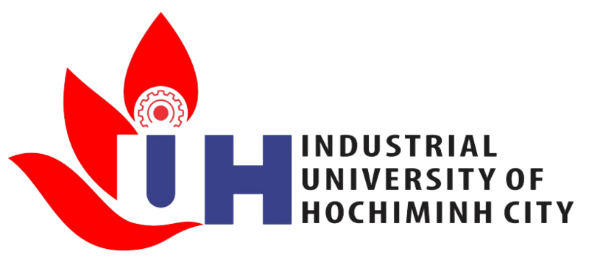 IUH
INDUSTRIAL
UNIVERSITY OF
HOCHIMINH CITY